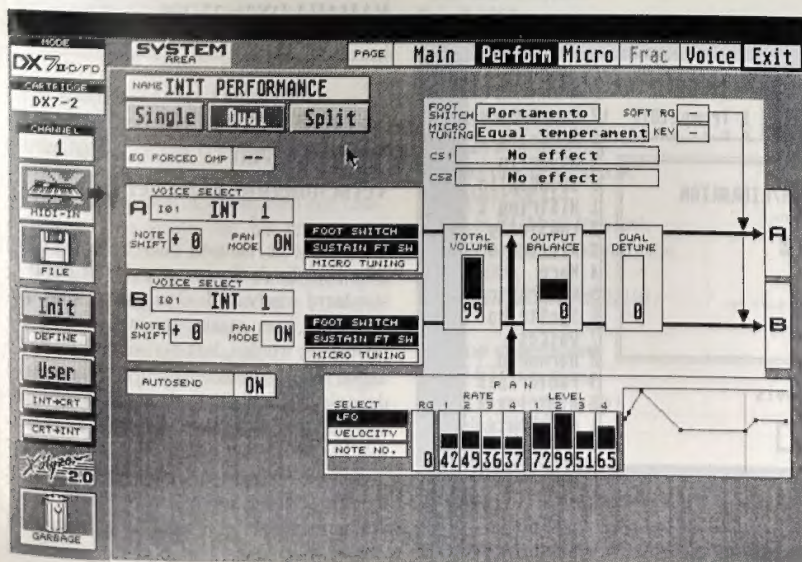 MODE
DX7II-D/FD
CARTRIDGE
DX7-2
CHANNEL
1
MIDI-IN
FILE
Init
DEFINE
User
INT→CRT
CRT→INT
Xalyzer
2.0
GARBAGE
SYSTEM
AREA
PAGE Main Perform Micro Frac Voice Exit
NAME INIT PERFORMANCE
Single Dual Split
EG FORCED DMP --
FOOT SWITCH Portamento SOFT RG -
MICRO TUNING Equal temperament KEY -
CS1 No effect
CS2 No effect
VOICE SELECT
A I01 INT 1
NOTE SHIFT + 0 PAN MODE ON
FOOT SWITCH
SUSTAIN FT SW
MICRO TUNING
VOICE SELECT
B I01 INT 1
NOTE SHIFT + 0 PAN MODE ON
FOOT SWITCH
SUSTAIN FT SW
MICRO TUNING
TOTAL VOLUME
99
OUTPUT BALANCE
0
DUAL DETUNE
0
A
B
AUTOSEND ON
PAN
SELECT RG RATE LEVEL
1 2 3 4 1 2 3 4
LFO
VELOCITY
NOTE NO.
0 42 49 36 37 72 99 51 65